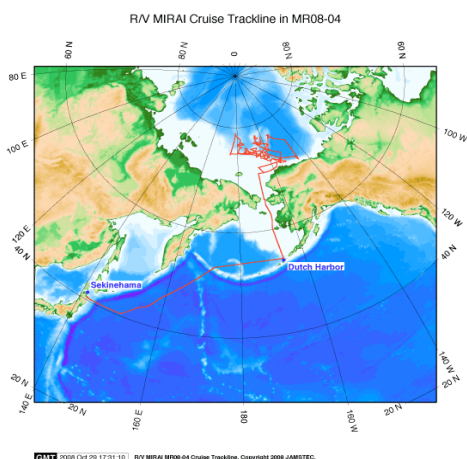 R/V MIRAI Cruise Trackline in MR08-04
60 N
80 N
0
80 N
60 N
80 E
100 W
100 E
120 W
120 E
40 N
40 N
Sekinehama
Dutch Harbor
20 N
140 E
20 N
160 E
180
160 W
20 N
140 W
GMT 2008 Oct 29 17:31:10 R/V MIRAI MR08-04 Cruise Trackline, Copyright 2008 JAMSTEC.